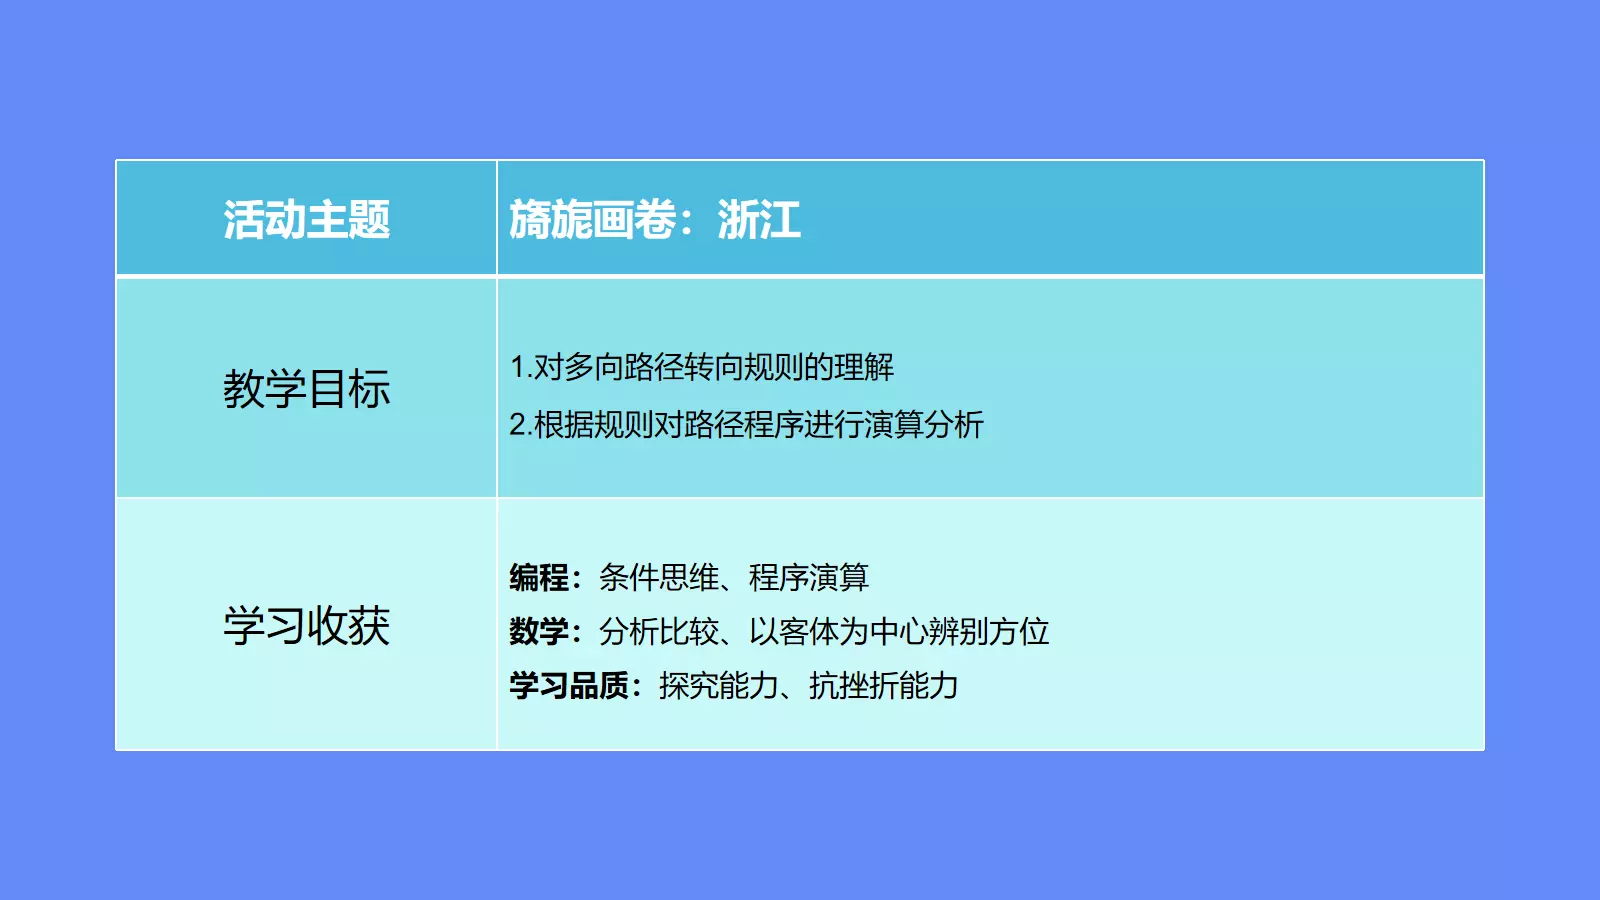 活动主题
旖旎画卷：浙江
教学目标
1.对多向路径转向规则的理解
2.根据规则对路径程序进行演算分析
学习收获
编程：条件思维、程序演算
数学：分析比较、以客体为中心辨别方位
学习品质：探究能力、抗挫折能力